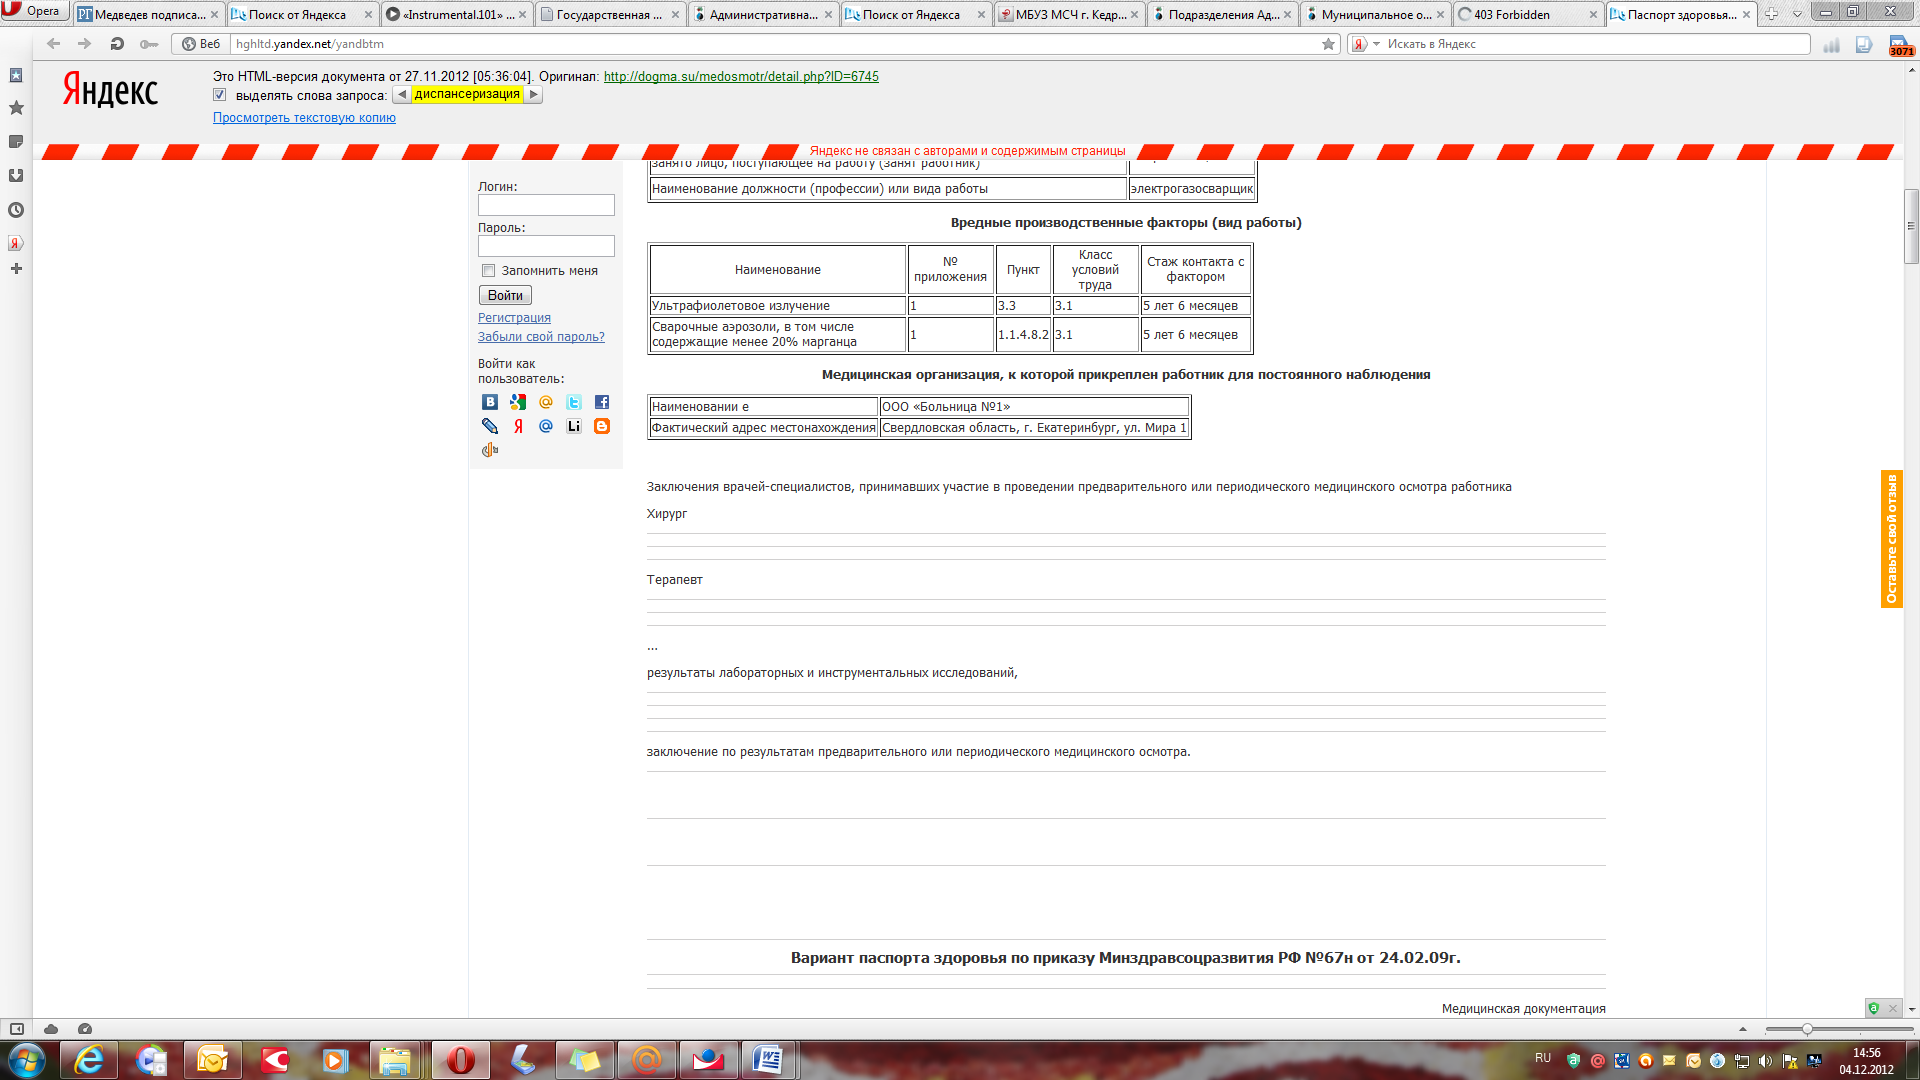 Opera
Медведев подписа...
Поиск от Яндекса
«Instrumental.101» ...
Государственная ...
Административна...
Поиск от Яндекса
МБУЗ МСЧ г. Кедр...
Подразделения Ад...
Муниципальное о...
403 Forbidden
Паспорт здоровья...
Веб
hghltd.yandex.net/yandbtm
Искать в Яндекс
3071
Яндекс
Это HTML-версия документа от 27.11.2012 [05:36:04]. Оригинал: http://dogma.su/medosmotr/detail.php?ID=6745
выделять слова запроса: диспансеризация
Просмотреть текстовую копию
Яндекс не связан с авторами и содержимым страницы
Логин:
Пароль:
Запомнить меня
Войти
Регистрация
Забыли свой пароль?
Войти как
пользователь:
занято лицо, поступающее на работу (занят работник)
Наименование должности (профессии) или вида работы электрогазосварщик
Вредные производственные факторы (вид работы)
Наименование № приложения Пункт Класс условий труда Стаж контакта с фактором
Ультрафиолетовое излучение 1 3.3 3.1 5 лет 6 месяцев
Сварочные аэрозоли, в том числе содержащие менее 20% марганца 1 1.1.4.8.2 3.1 5 лет 6 месяцев
Медицинская организация, к которой прикреплен работник для постоянного наблюдения
Наименовании е ООО «Больница №1»
Фактический адрес местонахождения Свердловская область, г. Екатеринбург, ул. Мира 1
Заключения врачей-специалистов, принимавших участие в проведении предварительного или периодического медицинского осмотра работника
Хирург
Терапевт
...
результаты лабораторных и инструментальных исследований,
заключение по результатам предварительного или периодического медицинского осмотра.
Вариант паспорта здоровья по приказу Минздравсоцразвития РФ №67н от 24.02.09г.
Медицинская документация
Оставьте свой отзыв
RU
14:56
04.12.2012